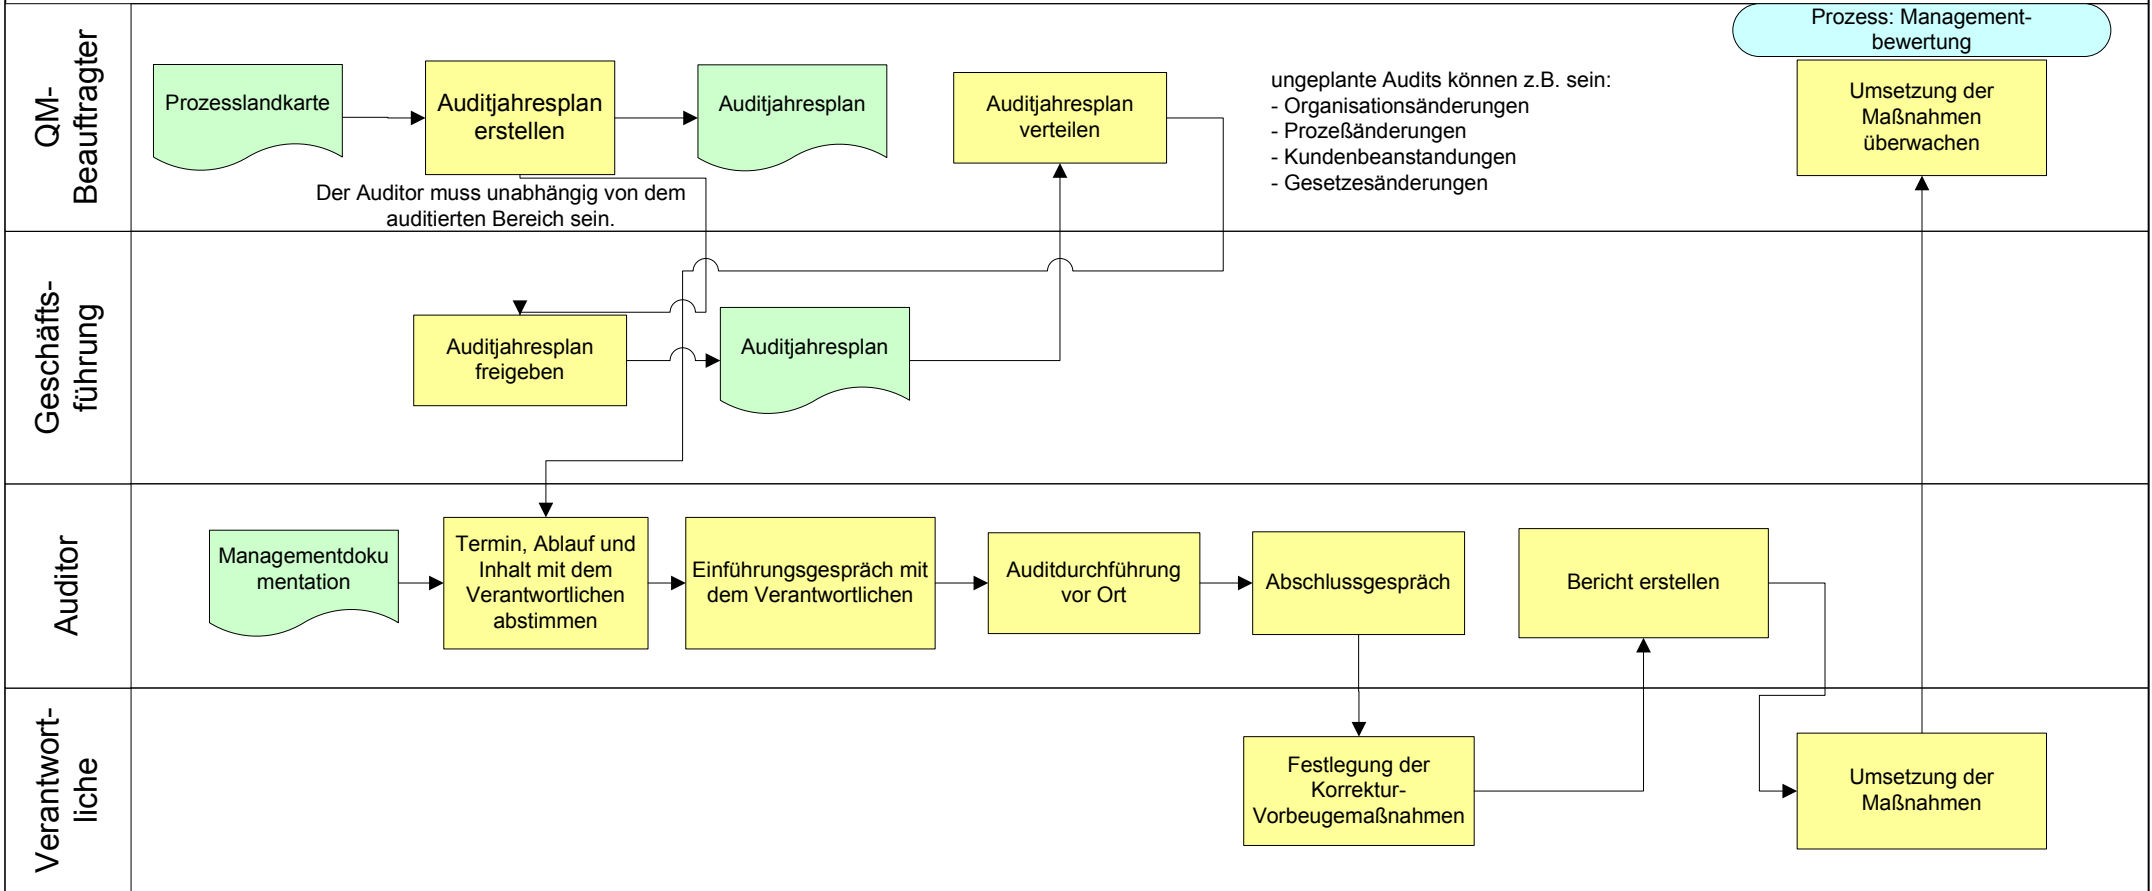 QM-
Beauftragter
Prozesslandkarte
Auditjahresplan
erstellen
Auditjahresplan
Auditjahresplan
verteilen
ungeplante Audits können z.B. sein:
- Organisationsänderungen
- Prozeßänderungen
- Kundenbeanstandungen
- Gesetzesänderungen
Prozess: Management-
bewertung
Umsetzung der
Maßnahmen
überwachen
Der Auditor muss unabhängig von dem
auditierten Bereich sein.
Geschäfts-
führung
Auditjahresplan
freigeben
Auditjahresplan
Auditor
Managementdoku
mentation
Termin, Ablauf und
Inhalt mit dem
Verantwortlichen
abstimmen
Einführungsgespräch mit
dem Verantwortlichen
Auditdurchführung
vor Ort
Abschlussgespräch
Bericht erstellen
Verantwort-
liche
Festlegung der
Korrektur-
Vorbeugemaßnahmen
Umsetzung der
Maßnahmen